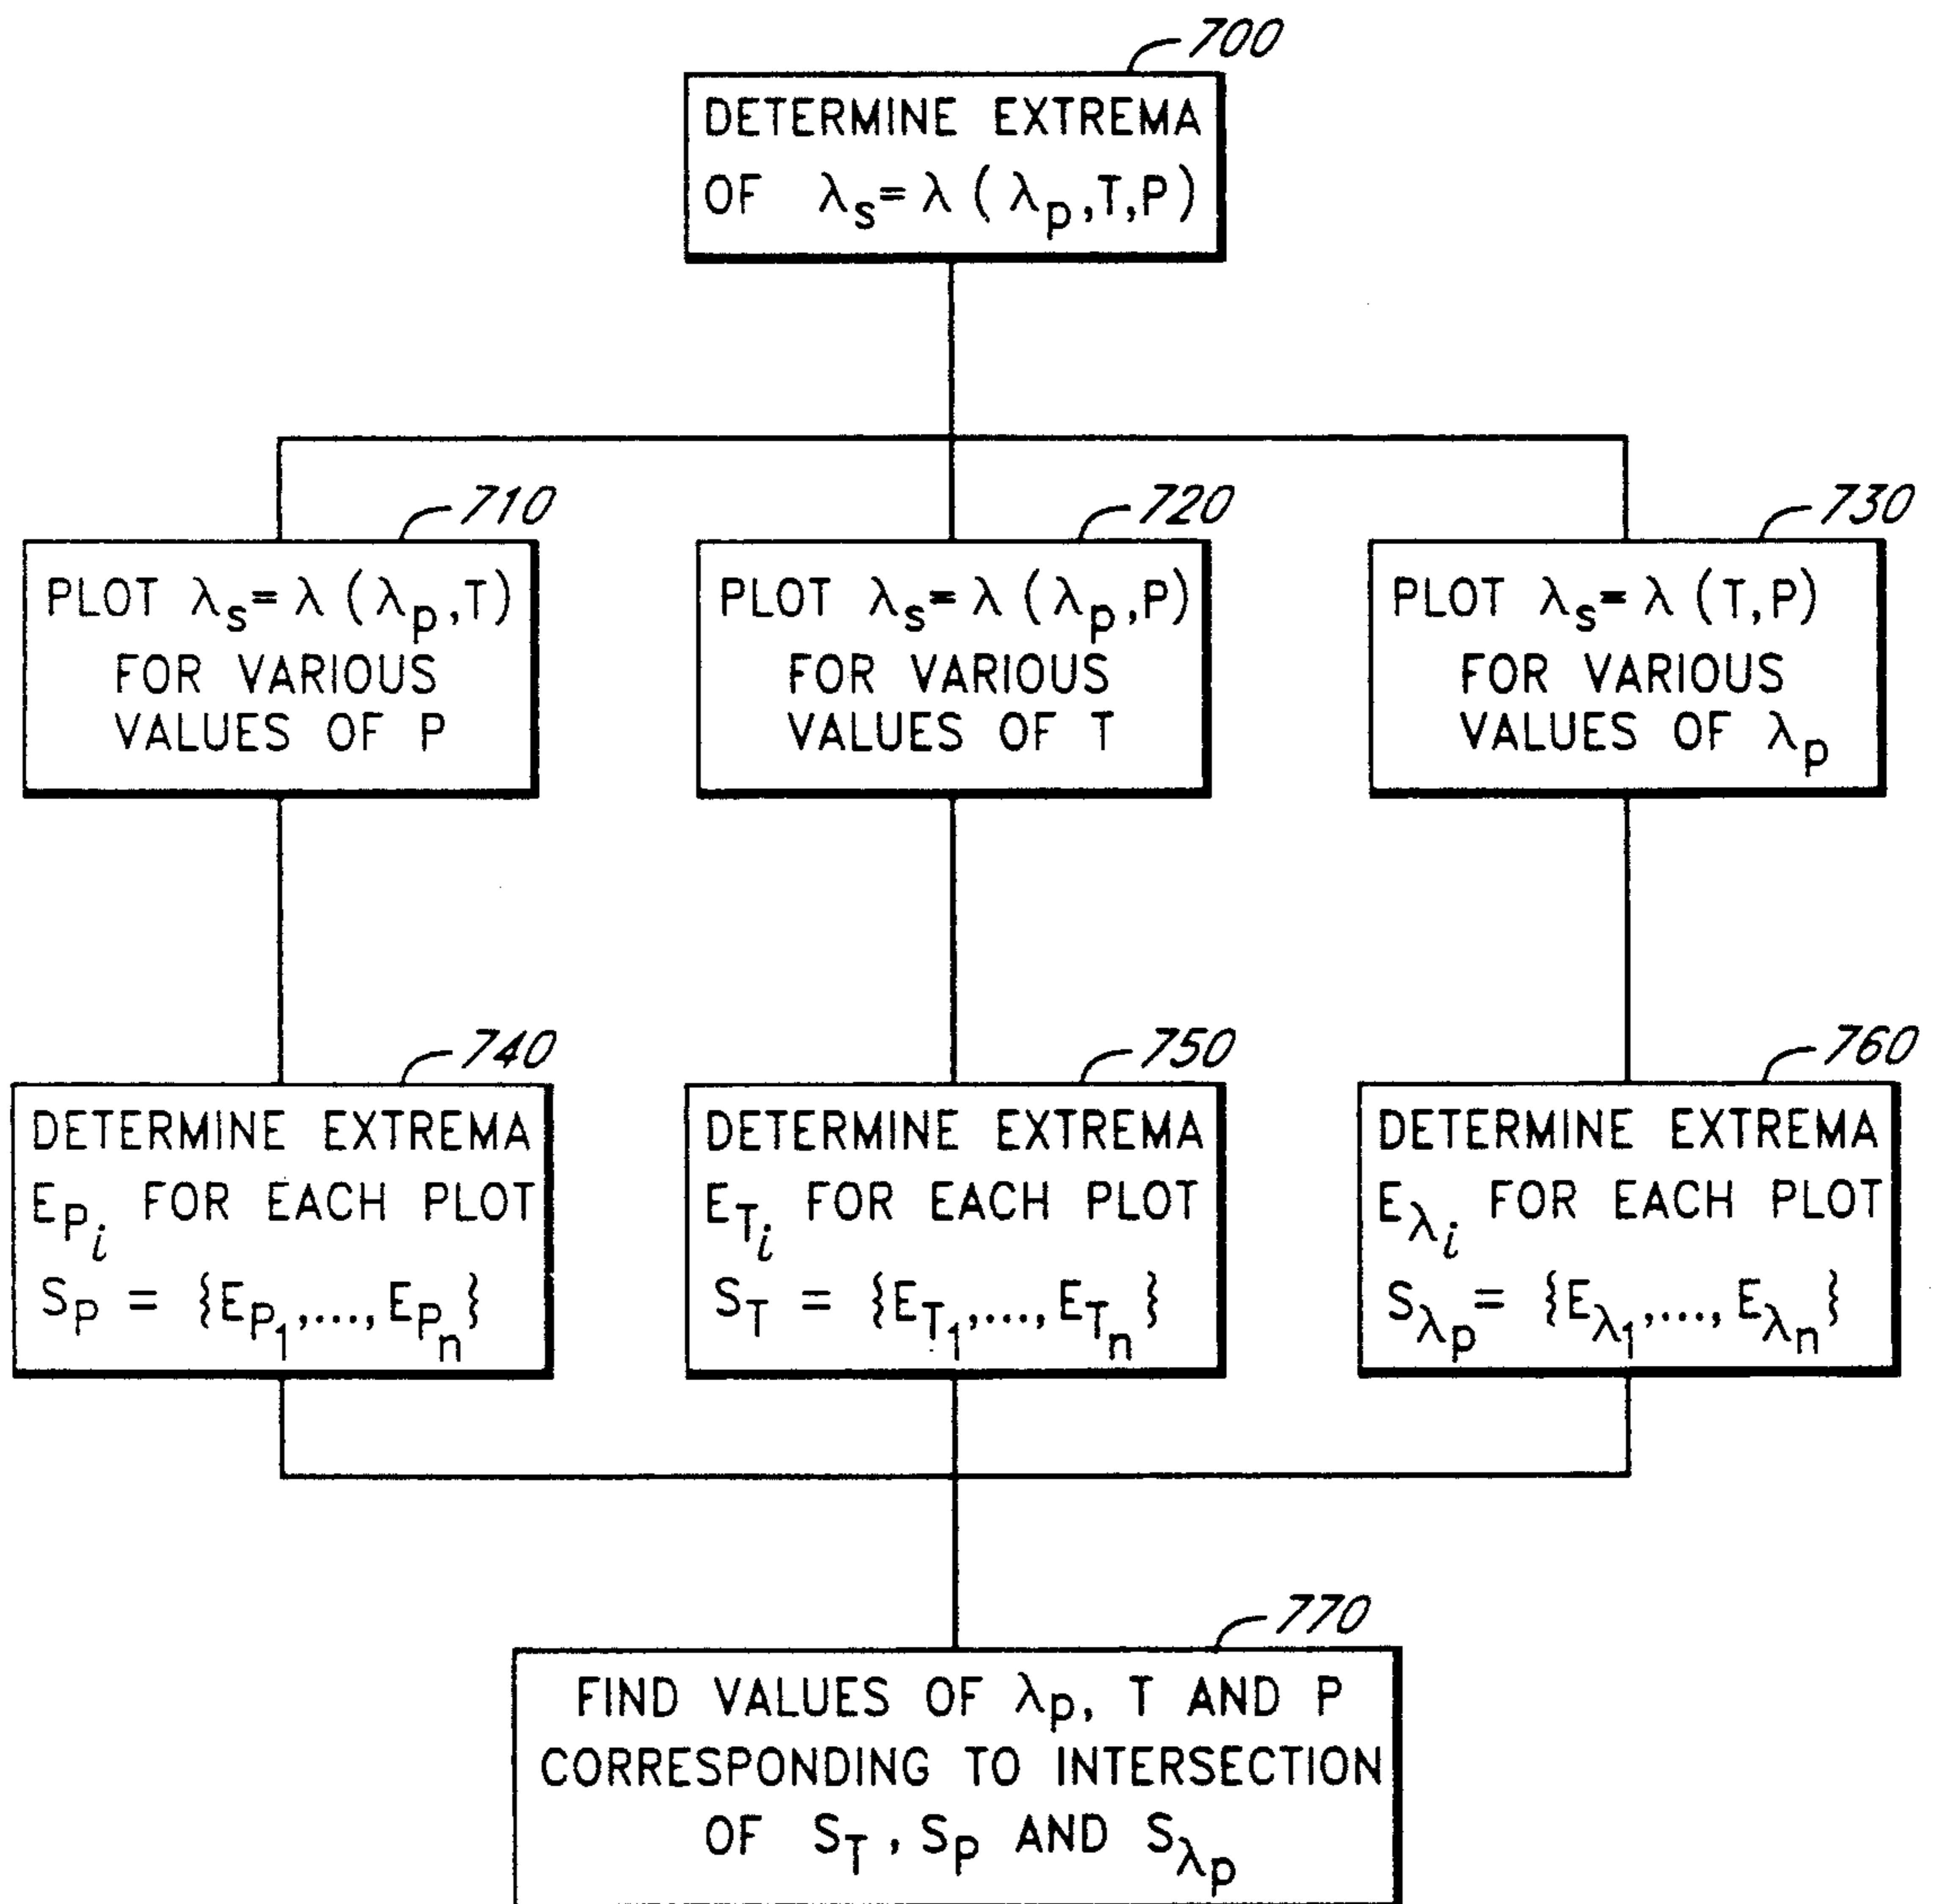 700
DETERMINE EXTREMA
OF λs=λ(λp,T,P)
710
PLOT λs=λ(λp,T)
FOR VARIOUS
VALUES OF P
720
PLOT λs=λ(λp,P)
FOR VARIOUS
VALUES OF T
730
PLOT λs=λ(T,P)
FOR VARIOUS
VALUES OF λp
740
DETERMINE EXTREMA
EPi FOR EACH PLOT
SP = {EP1,..., EPn}
750
DETERMINE EXTREMA
ETi FOR EACH PLOT
ST = {ET1,..., ETn}
760
DETERMINE EXTREMA
Eλi FOR EACH PLOT
Sλp = {Eλ1,..., Eλn}
770
FIND VALUES OF λp, T AND P
CORRESPONDING TO INTERSECTION
OF ST, SP AND Sλp